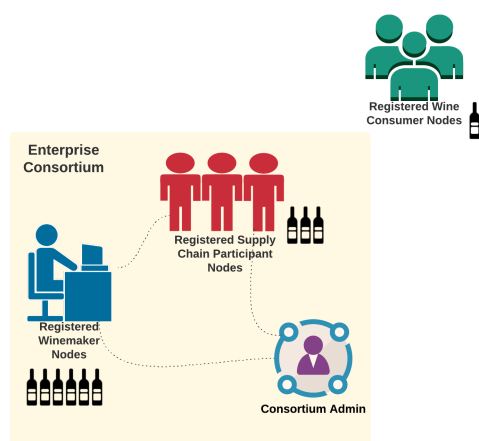 Registered Wine
Consumer Nodes
Enterprise
Consortium
Registered Supply
Chain Participant
Nodes
Registered
Winemaker
Nodes
Consortium Admin